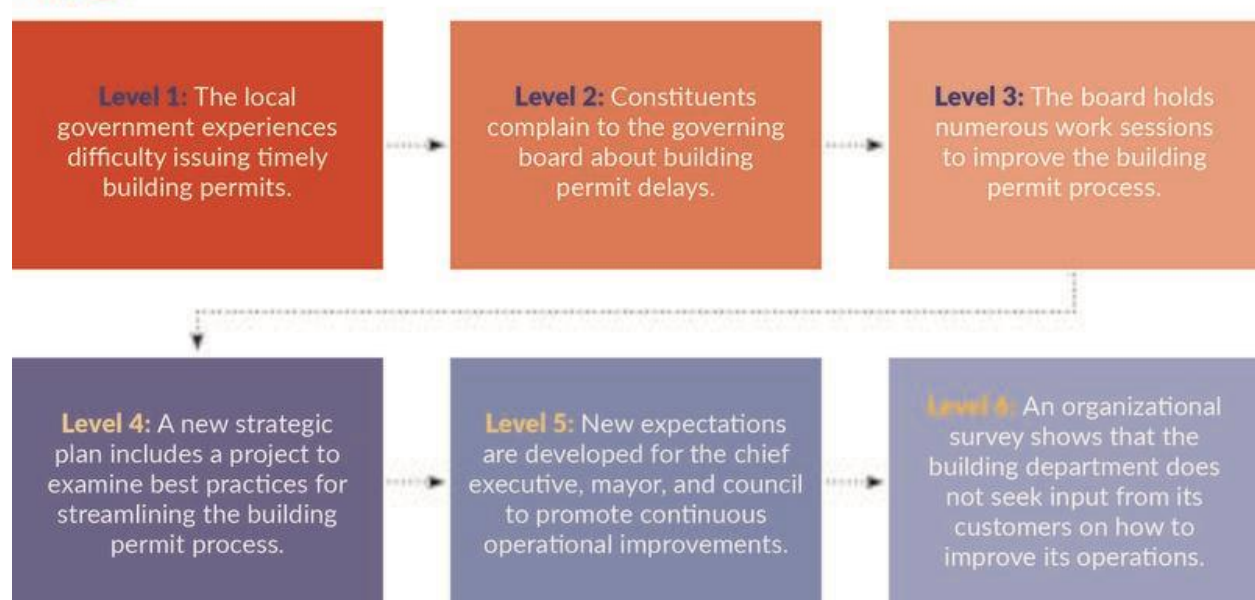 Level 1: The local
government experiences
difficulty issuing timely
building permits.
Level 2: Constituents
complain to the governing
board about building
permit delays.
Level 3: The board holds
numerous work sessions
to improve the building
permit process.
Level 4: A new strategic
plan includes a project to
examine best practices for
streamlining the building
permit process.
Level 5: New expectations
are developed for the chief
executive, mayor, and council
to promote continuous
operational improvements.
Level 6: An organizational
survey shows that the
building department does
not seek input from its
customers on how to
improve its operations.